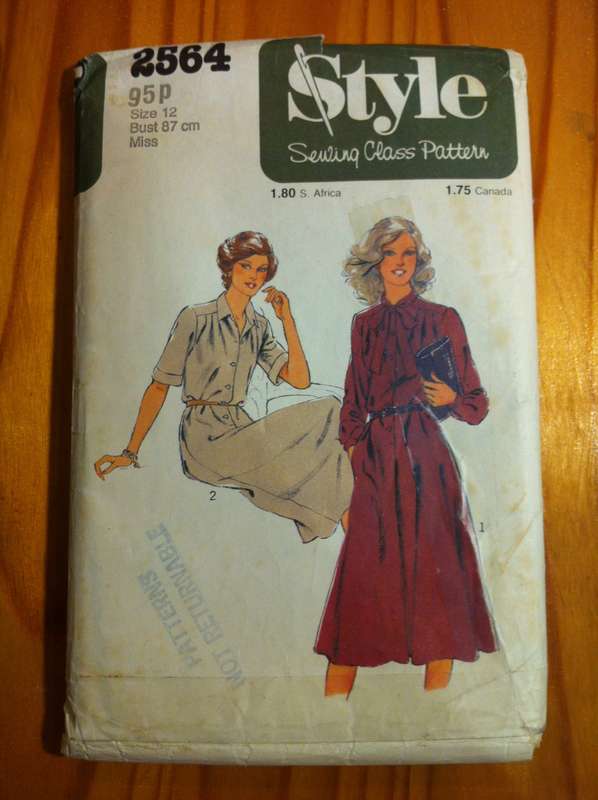 2564
95p
Size 12
Bust 87 cm
Miss
Style
Sewing Class Pattern
1.80 S. Africa
1.75 Canada
2
1
PATTERNS
NOT RETURNABLE